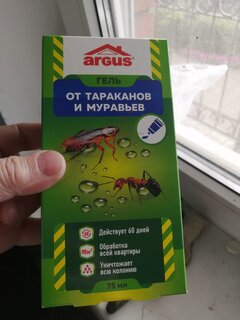 argus
ГЕЛЬ
ОТ ТАРАКАНОВ
И МУРАВЬЕВ
Действует 60 дней
Обработка
всей квартиры
Уничтожает
всю колонию
75 мл